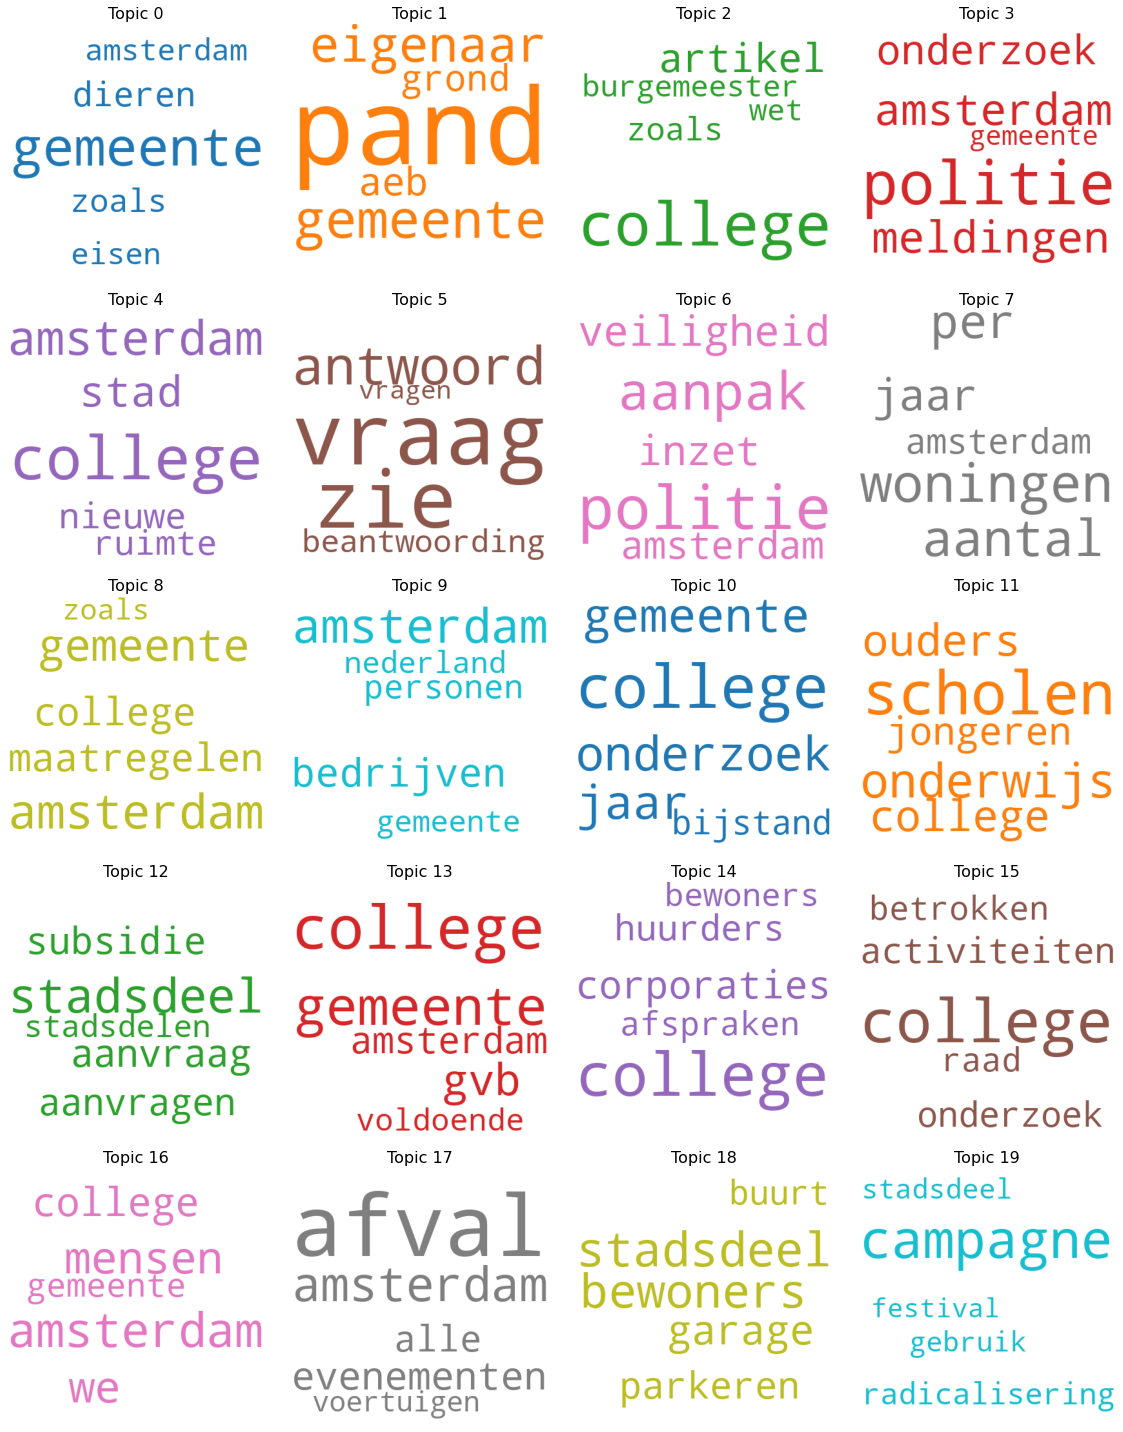 Topic 0
amsterdam
dieren
gemeente
zoals
eisen
Topic 1
eigenaar
grond
pand
aeb
gemeente
Topic 2
artikel
burgemeester
wet
zoals
college
Topic 3
onderzoek
amsterdam
gemeente
politie
meldingen
Topic 4
amsterdam
stad
college
nieuwe
ruimte
Topic 5
antwoord
vragen
vraag
zie
beantwoording
Topic 6
veiligheid
aanpak
inzet
politie
amsterdam
Topic 7
per
jaar
amsterdam
woningen
aantal
Topic 8
zoals
gemeente
college
maatregelen
amsterdam
Topic 9
amsterdam
nederland
personen
bedrijven
gemeente
Topic 10
gemeente
college
onderzoek
jaar
bijstand
Topic 11
ouders
scholen
jongeren
onderwijs
college
Topic 12
subsidie
stadsdeel
stadsdelen
aanvraag
aanvragen
Topic 13
college
gemeente
amsterdam
gvb
voldoende
Topic 14
bewoners
huurders
corporaties
afspraken
college
Topic 15
betrokken
activiteiten
college
raad
onderzoek
Topic 16
college
mensen
gemeente
amsterdam
we
Topic 17
afval
amsterdam
alle
evenementen
voertuigen
Topic 18
buurt
stadsdeel
bewoners
garage
parkeren
Topic 19
stadsdeel
campagne
festival
gebruik
radicalisering